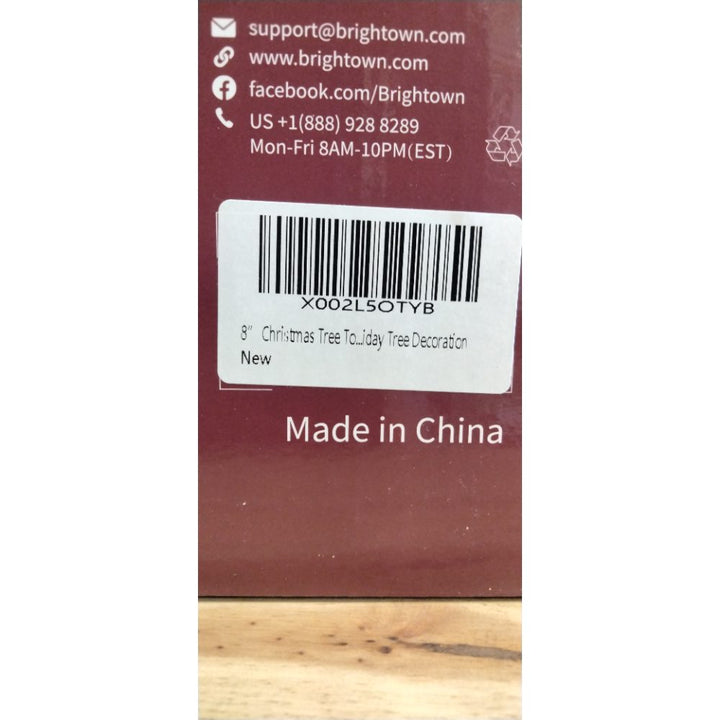 support@brightown.com
www.brightown.com
facebook.com/Brightown
US +1(888) 928 8289
Mon-Fri 8AM-10PM(EST)
X002L5OTYB
8" Christmas Tree To...iday Tree Decoration
New
Made in China